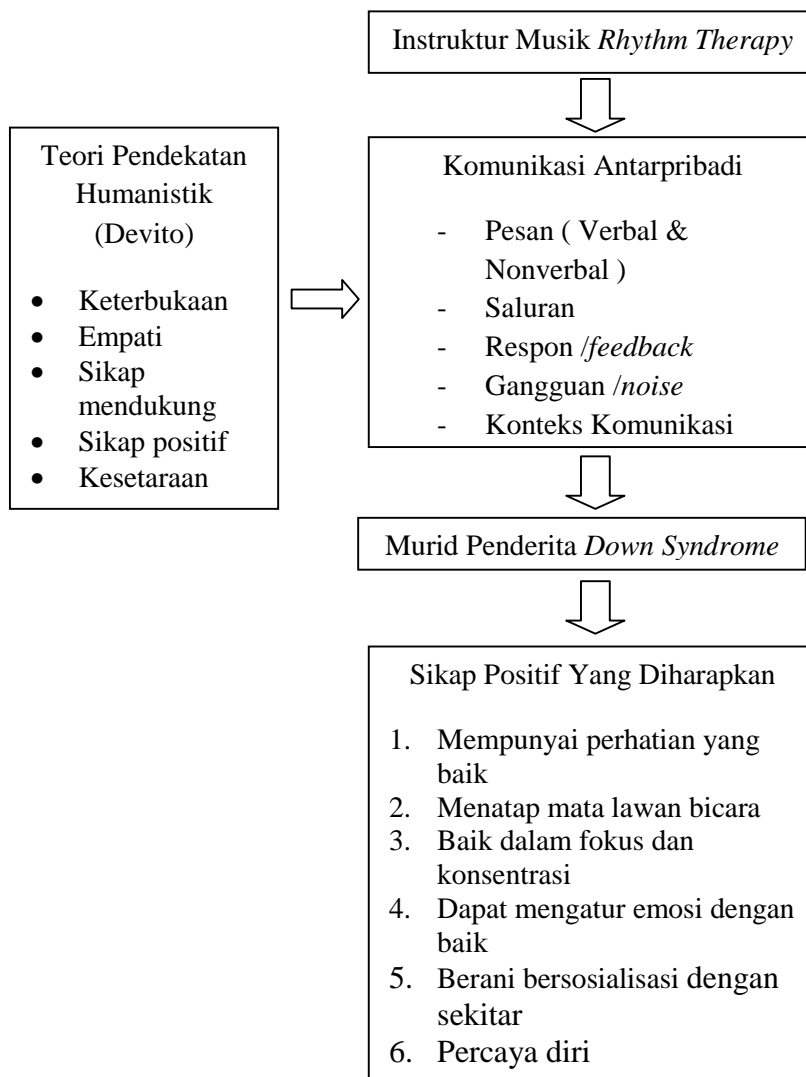 Instruktur Musik Rhythm Therapy
Teori Pendekatan
Humanistik
(Devito)
• Keterbukaan
• Empati
• Sikap
mendukung
• Sikap positif
• Kesetaraan
Komunikasi Antarpribadi
- Pesan ( Verbal &
Nonverbal )
- Saluran
- Respon /feedback
- Gangguan /noise
- Konteks Komunikasi
Murid Penderita Down Syndrome
Sikap Positif Yang Diharapkan
1. Mempunyai perhatian yang
baik
2. Menatap mata lawan bicara
3. Baik dalam fokus dan
konsentrasi
4. Dapat mengatur emosi dengan
baik
5. Berani bersosialisasi dengan
sekitar
6. Percaya diri